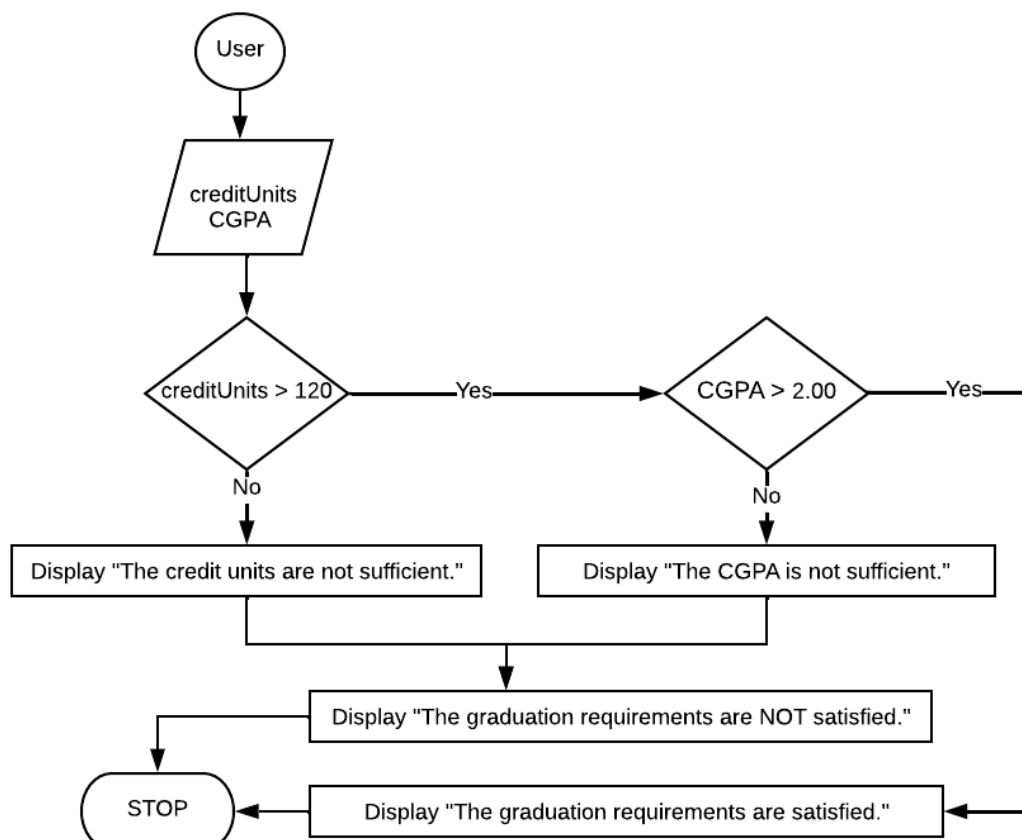 User
creditUnits
CGPA
creditUnits > 120
Yes
CGPA > 2.00
Yes
No
No
Display "The credit units are not sufficient."
Display "The CGPA is not sufficient."
Display "The graduation requirements are NOT satisfied."
STOP
Display "The graduation requirements are satisfied."